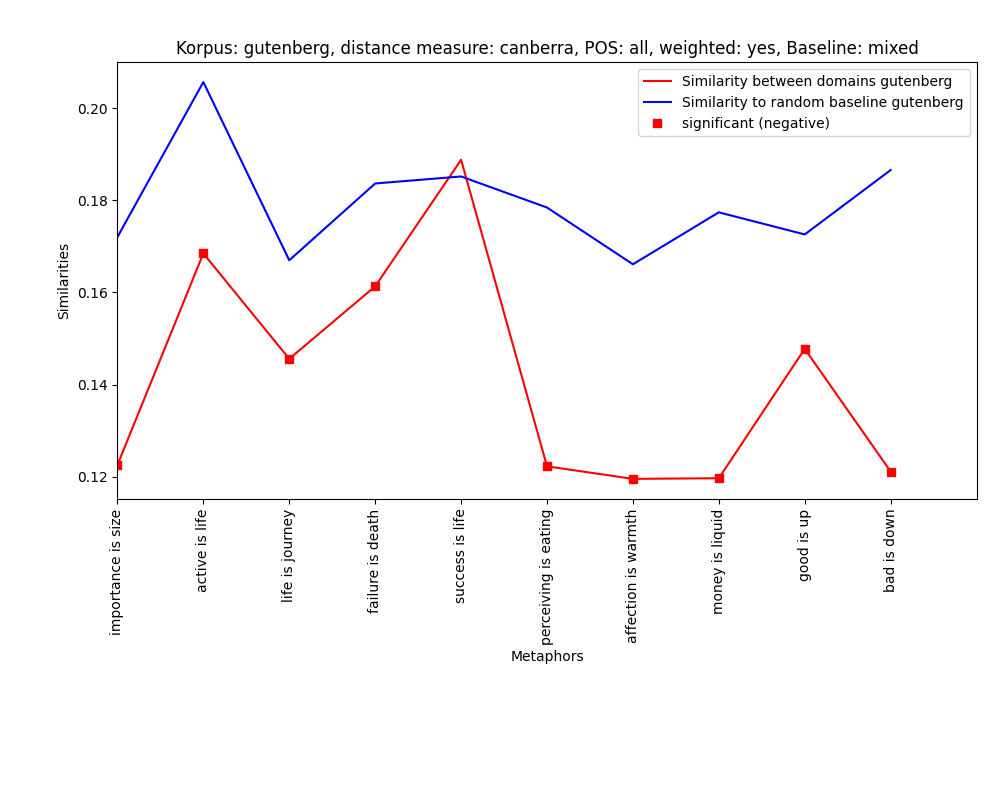 Korpus: gutenberg, distance measure: canberra, POS: all, weighted: yes, Baseline: mixed
Similarity between domains gutenberg
Similarity to random baseline gutenberg
significant (negative)
Similarities
0.20
0.18
0.16
0.14
0.12
importance is size
active is life
life is journey
failure is death
success is life
perceiving is eating
affection is warmth
money is liquid
good is up
bad is down
Metaphors